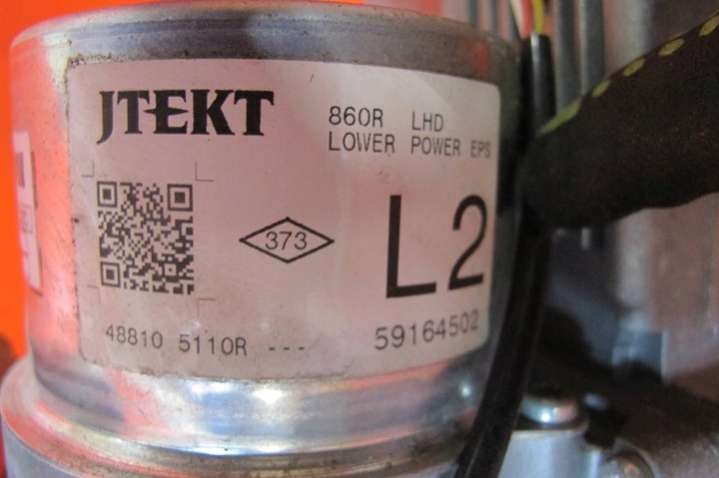 JTEKT
860R LHD
LOWER POWER EPS
373
L2
48810 5110R ---
59164502